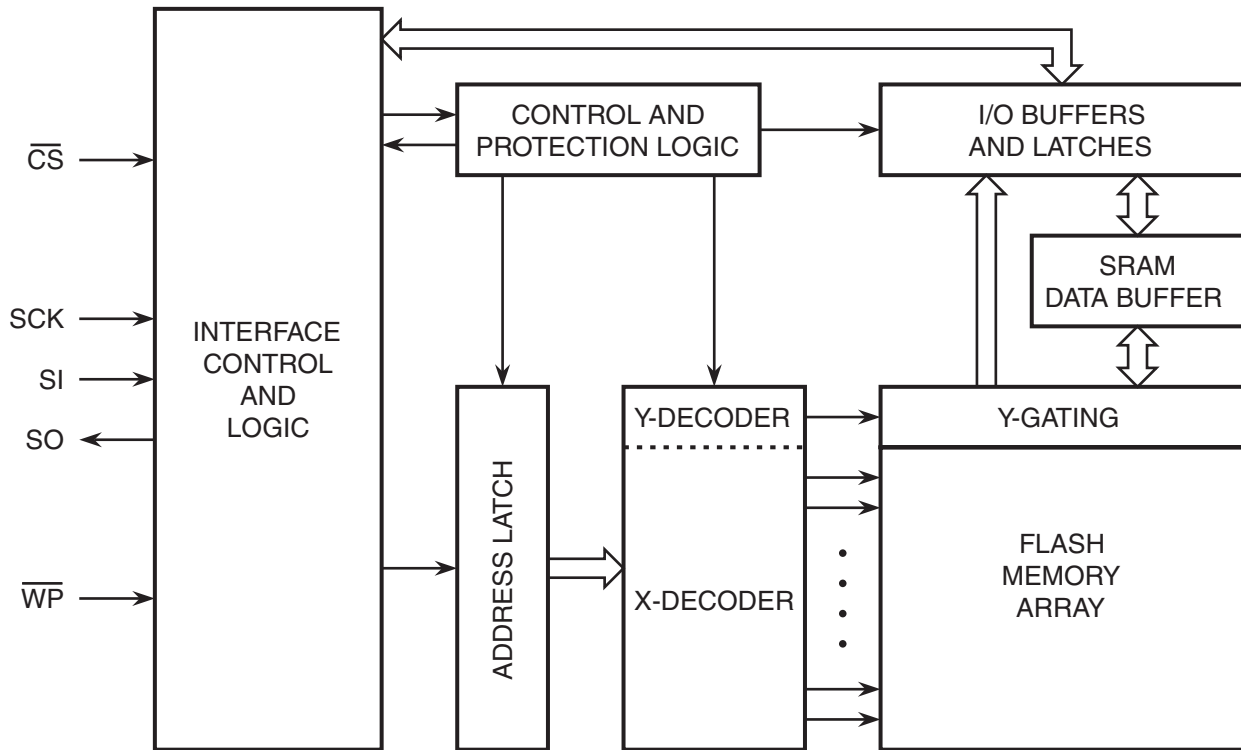 CONTROL AND
PROTECTION LOGIC
I/O BUFFERS
AND LATCHES
CS
SRAM
DATA BUFFER
SCK
SI
SO
INTERFACE
CONTROL
AND
LOGIC
Y-DECODER
Y-GATING
ADDRESS LATCH
X-DECODER
FLASH
MEMORY
ARRAY
WP